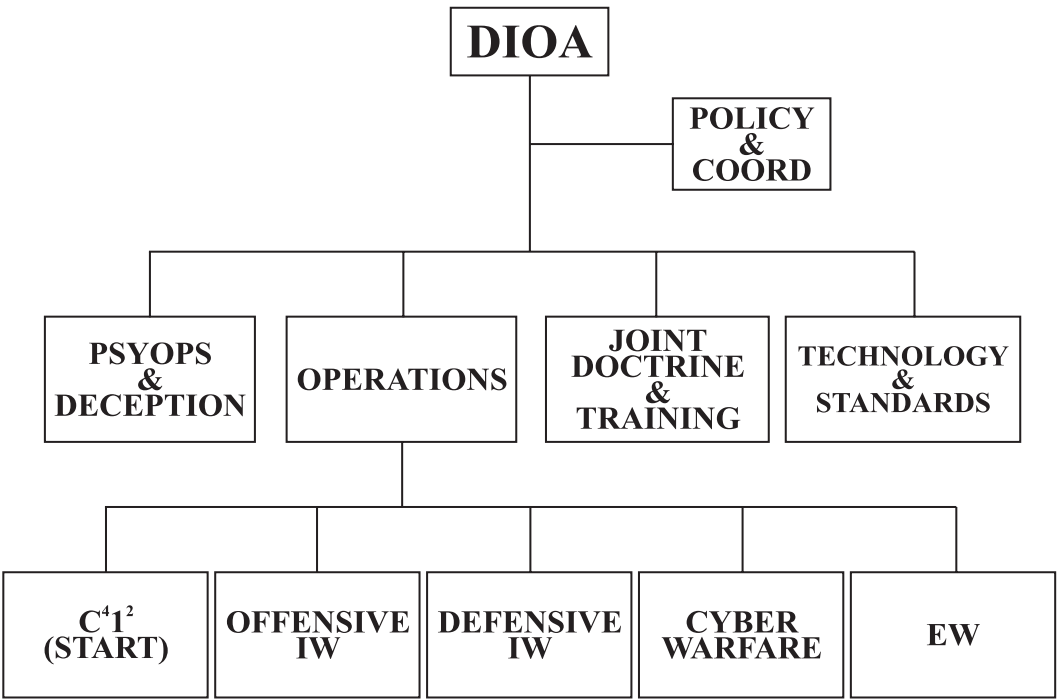 DIOA
POLICY
&
COORD
PSYOPS
&
DECEPTION
OPERATIONS
JOINT
DOCTRINE
&
TRAINING
TECHNOLOGY
&
STANDARDS
C⁴1²
(START)
OFFENSIVE
IW
DEFENSIVE
IW
CYBER
WARFARE
EW